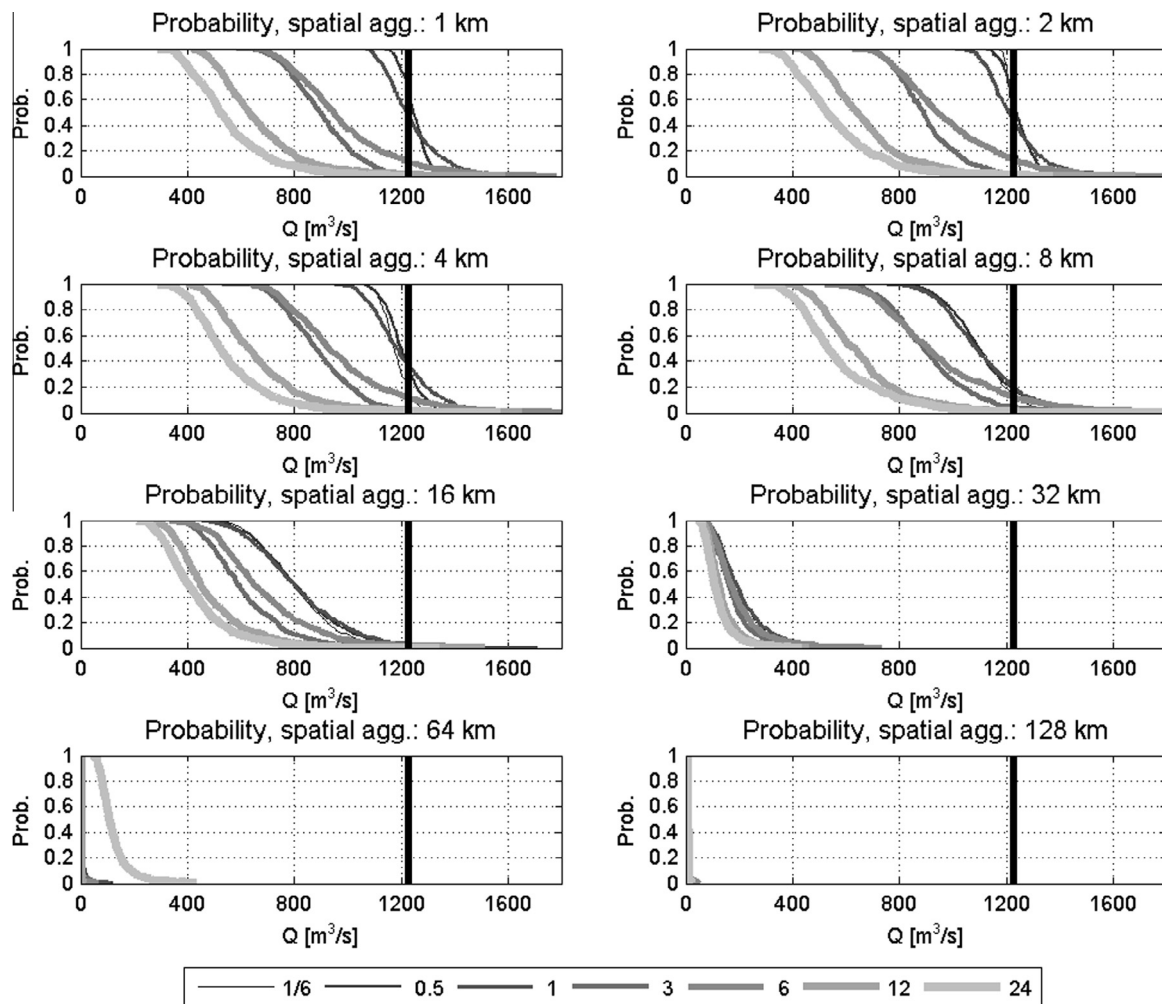 Probability, spatial agg.: 1 km
Prob.
1
0.8
0.6
0.4
0.2
0
0 400 800 1200 1600
Q [m³/s]
Probability, spatial agg.: 2 km
Prob.
1
0.8
0.6
0.4
0.2
0
0 400 800 1200 1600
Q [m³/s]
Probability, spatial agg.: 4 km
Prob.
1
0.8
0.6
0.4
0.2
0
0 400 800 1200 1600
Q [m³/s]
Probability, spatial agg.: 8 km
Prob.
1
0.8
0.6
0.4
0.2
0
0 400 800 1200 1600
Q [m³/s]
Probability, spatial agg.: 16 km
Prob.
1
0.8
0.6
0.4
0.2
0
0 400 800 1200 1600
Q [m³/s]
Probability, spatial agg.: 32 km
Prob.
1
0.8
0.6
0.4
0.2
0
0 400 800 1200 1600
Q [m³/s]
Probability, spatial agg.: 64 km
Prob.
1
0.8
0.6
0.4
0.2
0
0 400 800 1200 1600
Q [m³/s]
Probability, spatial agg.: 128 km
Prob.
1
0.8
0.6
0.4
0.2
0
0 400 800 1200 1600
Q [m³/s]
1/6 0.5 1 3 6 12 24